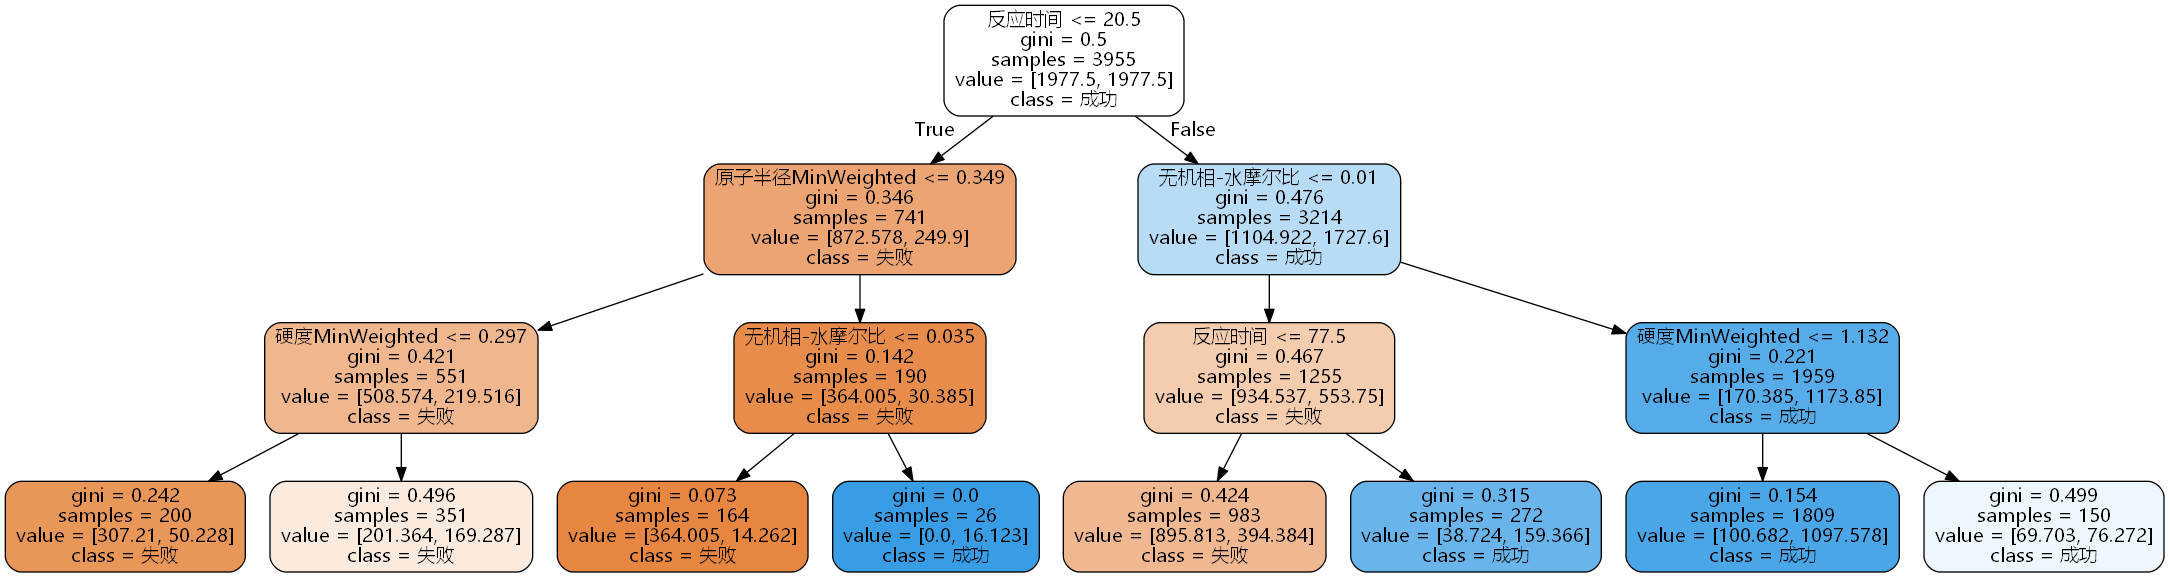 反应时间 <= 20.5
gini = 0.5
samples = 3955
value = [1977.5, 1977.5]
class = 成功
True
False
原子半径MinWeighted <= 0.349
gini = 0.346
samples = 741
value = [872.578, 249.9]
class = 失败
无机相-水摩尔比 <= 0.01
gini = 0.476
samples = 3214
value = [1104.922, 1727.6]
class = 成功
硬度MinWeighted <= 0.297
gini = 0.421
samples = 551
value = [508.574, 219.516]
class = 失败
无机相-水摩尔比 <= 0.035
gini = 0.142
samples = 190
value = [364.005, 30.385]
class = 失败
反应时间 <= 77.5
gini = 0.467
samples = 1255
value = [934.537, 553.75]
class = 失败
硬度MinWeighted <= 1.132
gini = 0.221
samples = 1959
value = [170.385, 1173.85]
class = 成功
gini = 0.242
samples = 200
value = [307.21, 50.228]
class = 失败
gini = 0.496
samples = 351
value = [201.364, 169.287]
class = 失败
gini = 0.073
samples = 164
value = [364.005, 14.262]
class = 失败
gini = 0.0
samples = 26
value = [0.0, 16.123]
class = 成功
gini = 0.424
samples = 983
value = [895.813, 394.384]
class = 失败
gini = 0.315
samples = 272
value = [38.724, 159.366]
class = 成功
gini = 0.154
samples = 1809
value = [100.682, 1097.578]
class = 成功
gini = 0.499
samples = 150
value = [69.703, 76.272]
class = 成功